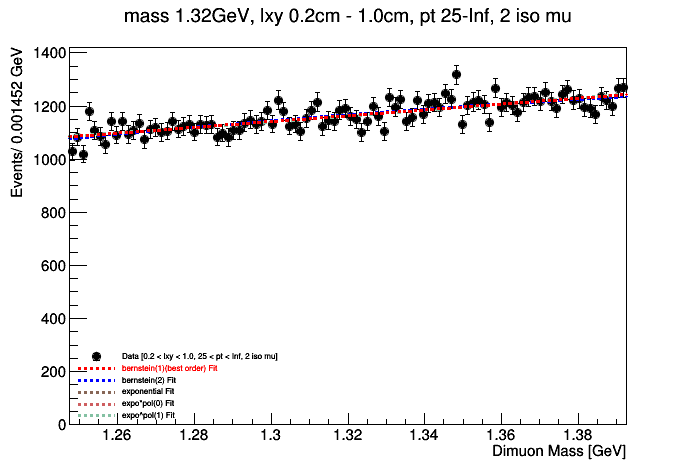 mass 1.32GeV, lxy 0.2cm - 1.0cm, pt 25-Inf, 2 iso mu
Events/ 0.001452 GeV
1400
1200
1000
800
600
400
200
0
Data [0.2 < lxy < 1.0, 25 < pt < Inf, 2 iso mu]
bernstein(1)(best order) Fit
bernstein(2) Fit
exponential Fit
expo*pol(0) Fit
expo*pol(1) Fit
1.26 1.28 1.3 1.32 1.34 1.36 1.38
Dimuon Mass [GeV]